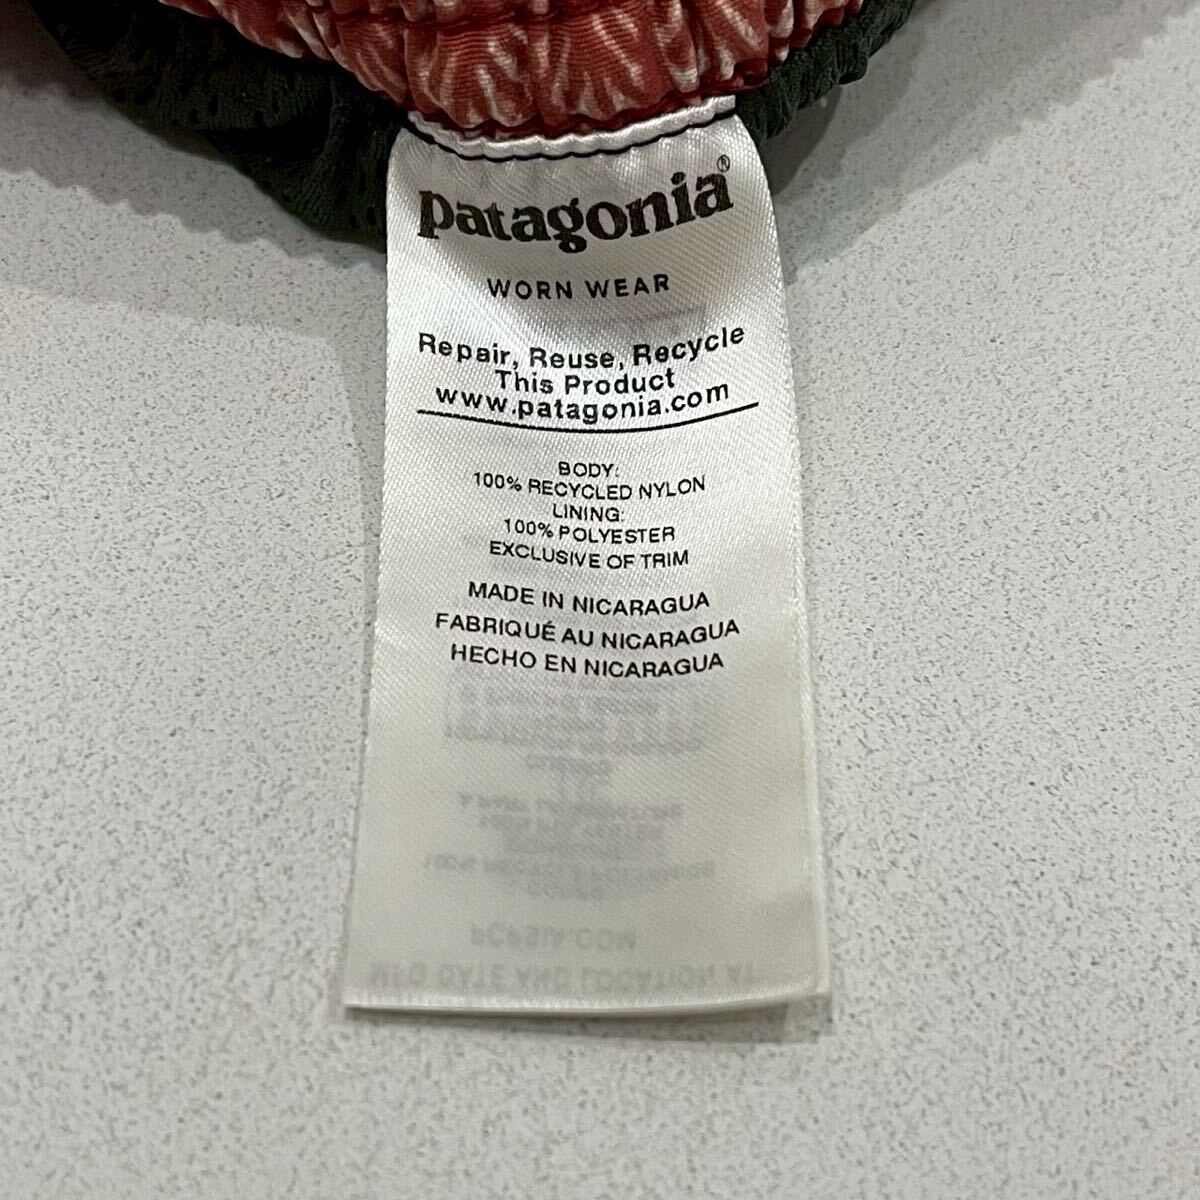 patagonia®
WORN WEAR
Repair, Reuse, Recycle
This Product
www.patagonia.com
BODY:
100% RECYCLED NYLON
LINING:
100% POLYESTER
EXCLUSIVE OF TRIM
MADE IN NICARAGUA
FABRIQUÉ AU NICARAGUA
HECHO EN NICARAGUA